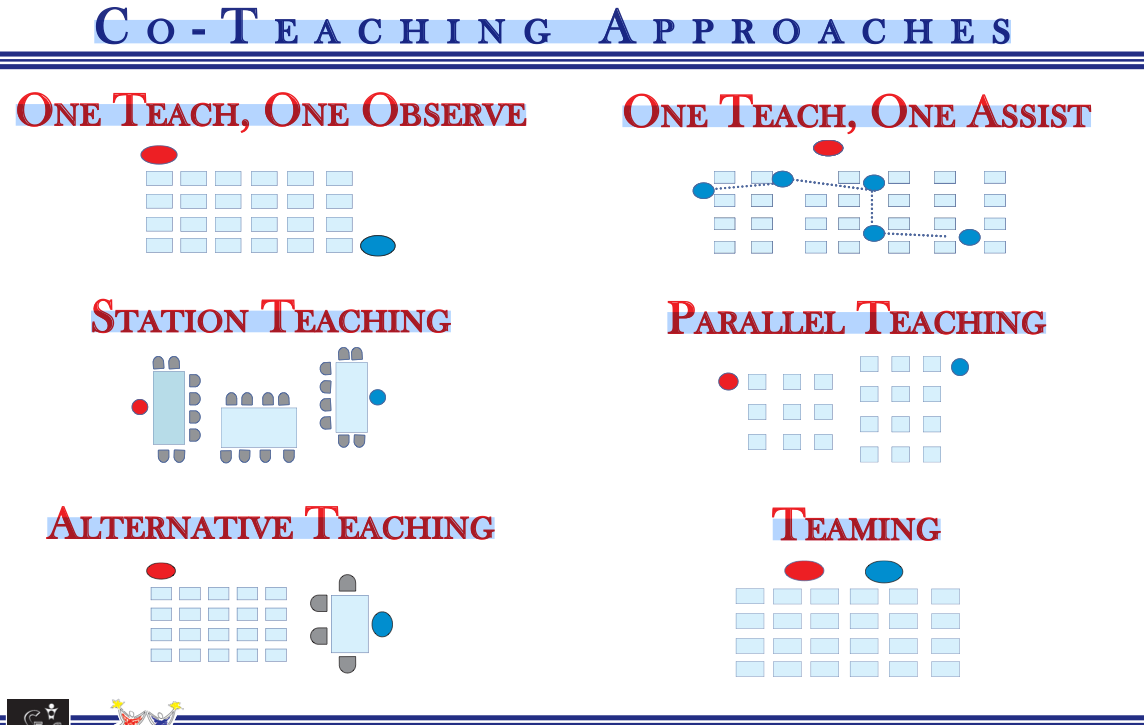 CO-TEACHING APPROACHES
ONE TEACH, ONE OBSERVE
ONE TEACH, ONE ASSIST
STATION TEACHING
PARALLEL TEACHING
ALTERNATIVE TEACHING
TEAMING